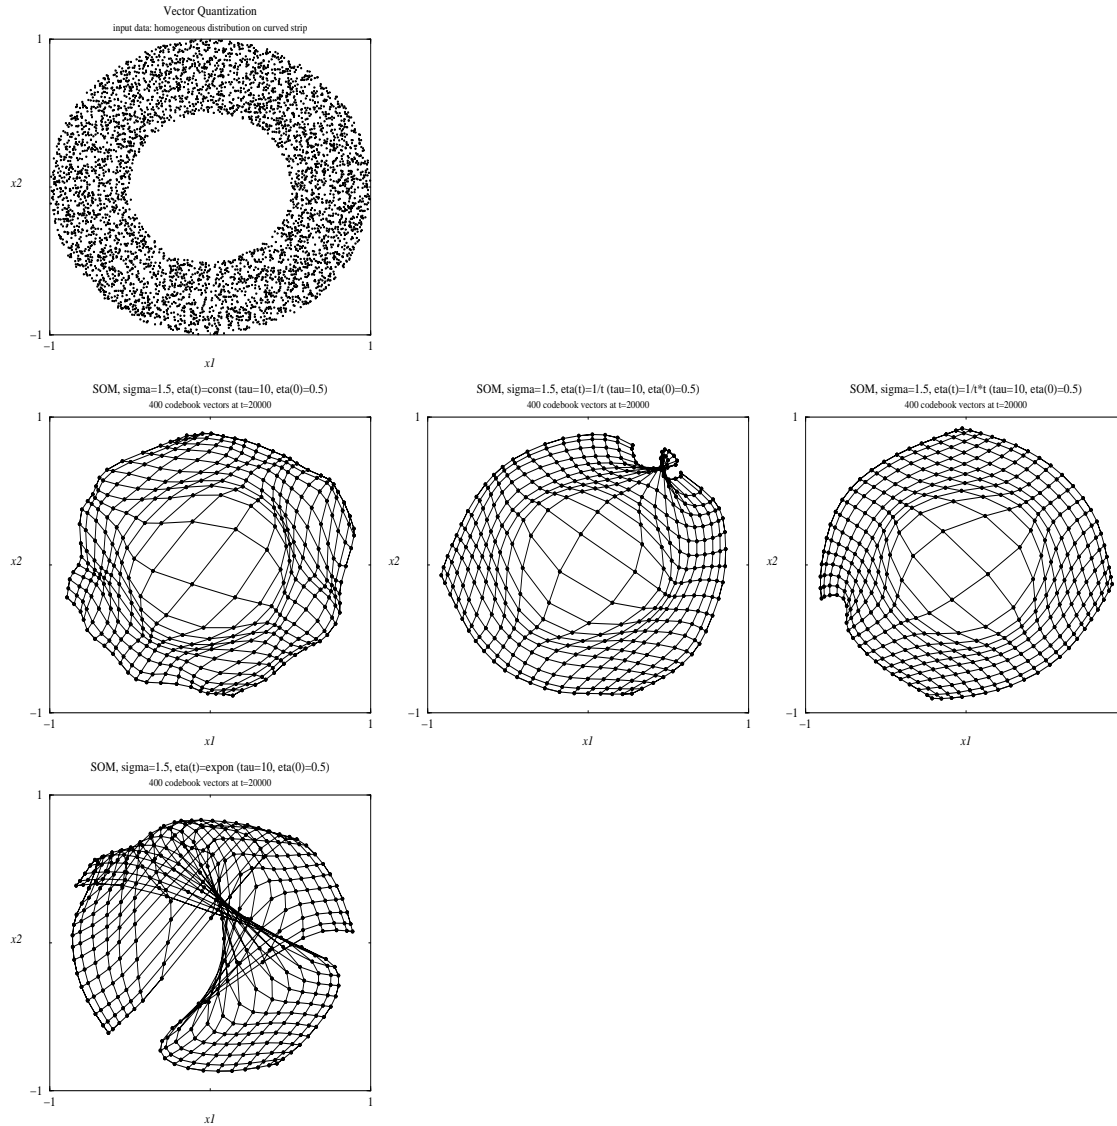 Vector Quantization
input data: homogeneous distribution on curved strip
1
x2
−1
−1 1
x1
SOM, sigma=1.5, eta(t)=const (tau=10, eta(0)=0.5)
400 codebook vectors at t=20000
1
x2
−1
−1 1
x1
SOM, sigma=1.5, eta(t)=1/t (tau=10, eta(0)=0.5)
400 codebook vectors at t=20000
1
x2
−1
−1 1
x1
SOM, sigma=1.5, eta(t)=1/t*t (tau=10, eta(0)=0.5)
400 codebook vectors at t=20000
1
x2
−1
−1
x1
SOM, sigma=1.5, eta(t)=expon (tau=10, eta(0)=0.5)
400 codebook vectors at t=20000
1
x2
−1
−1 1
x1